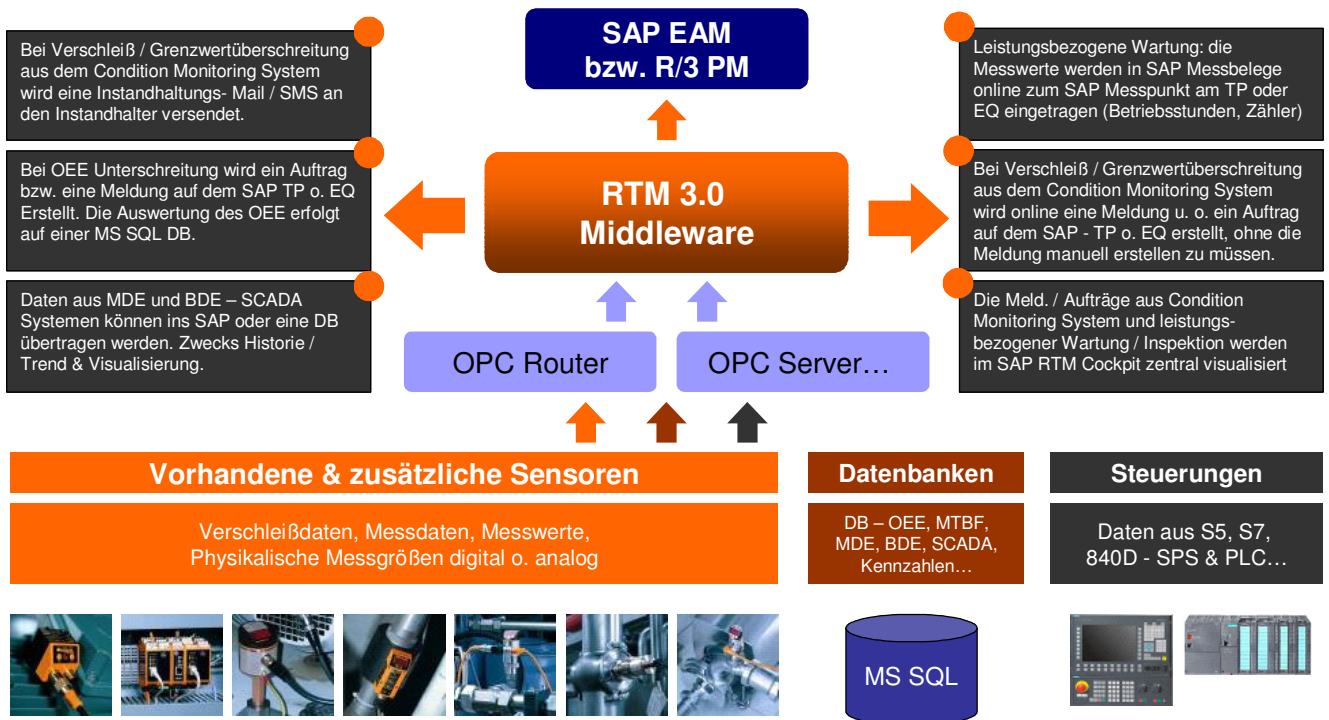 SAP EAM
bzw. R/3 PM
Bei Verschleiß / Grenzwertüberschreitung
aus dem Condition Monitoring System
wird eine Instandhaltungs- Mail / SMS an
den Instandhalter versendet.
Bei OEE Unterschreitung wird ein Auftrag
bzw. eine Meldung auf dem SAP TP o. EQ
Erstellt. Die Auswertung des OEE erfolgt
auf einer MS SQL DB.
Daten aus MDE und BDE – SCADA
Systemen können ins SAP oder eine DB
übertragen werden. Zwecks Historie /
Trend & Visualisierung.
RTM 3.0
Middleware
Leistungsbezogene Wartung: die
Messwerte werden in SAP Messbelege
online zum SAP Messpunkt am TP oder
EQ eingetragen (Betriebsstunden, Zähler)
Bei Verschleiß / Grenzwertüberschreitung
aus dem Condition Monitoring System
wird online eine Meldung u. o. ein Auftrag
auf dem SAP - TP o. EQ erstellt, ohne die
Meldung manuell erstellen zu müssen.
Die Meld. / Aufträge aus Condition
Monitoring System und leistungs-
bezogener Wartung / Inspektion werden
im SAP RTM Cockpit zentral visualisiert
OPC Router
OPC Server…
Vorhandene & zusätzliche Sensoren
Verschleißdaten, Messdaten, Messwerte,
Physikalische Messgrößen digital o. analog
Datenbanken
DB – OEE, MTBF,
MDE, BDE, SCADA,
Kennzahlen…
Steuerungen
Daten aus S5, S7,
840D - SPS & PLC…
MS SQL